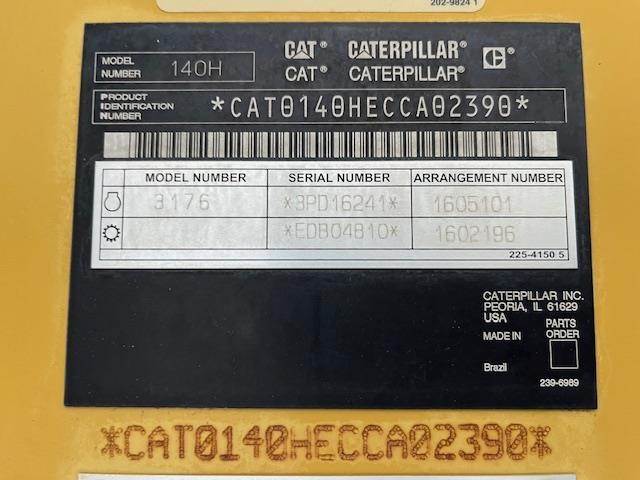 202-9824 1
MODEL NUMBER 140H
CAT® CATERPILLAR® C
CAT® CATERPILLAR®
PRODUCT IDENTIFICATION NUMBER *CAT0140HECCA02390*
MODEL NUMBER SERIAL NUMBER ARRANGEMENT NUMBER
3176 *3PD16241* 1605101
*EDB04810* 1602196
225-4150 5
CATERPILLAR INC.
PEORIA, IL 61629
USA
MADE IN
PARTS ORDER
Brazil
239-6989
*CAT0140HECCA02390*